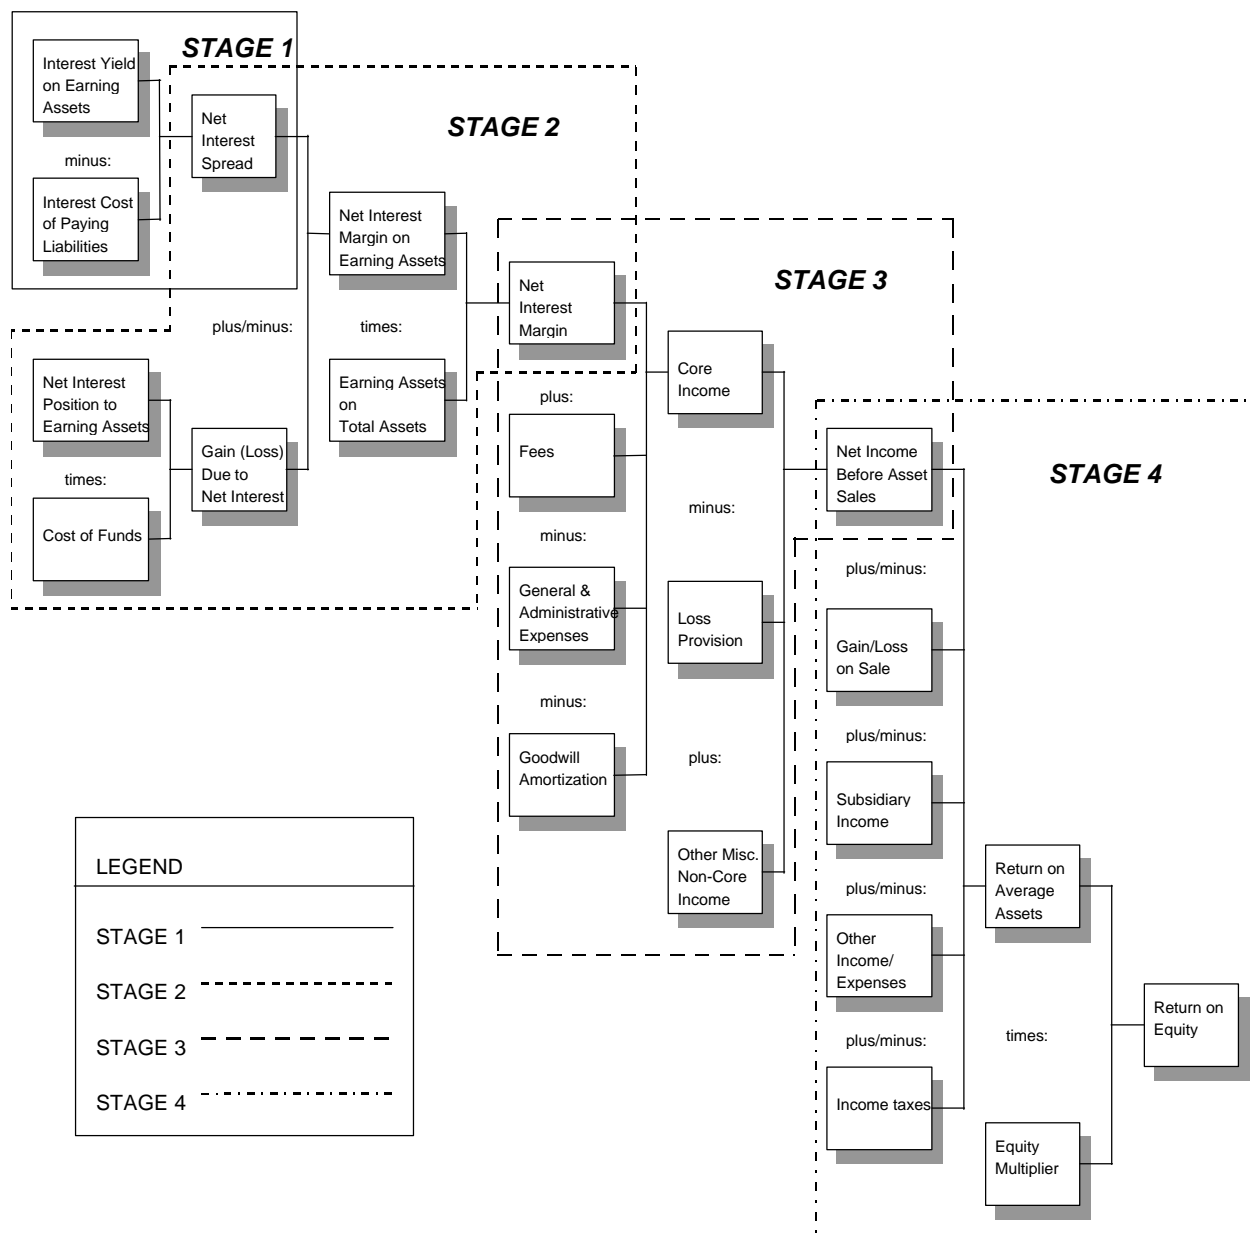 STAGE 1
Interest Yield
on Earning
Assets
minus:
Interest Cost
of Paying
Liabilities
Net
Interest
Spread
STAGE 2
plus/minus:
Net Interest
Position to
Earning Assets
times:
Cost of Funds
Gain (Loss)
Due to
Net Interest
Net Interest
Margin on
Earning Assets
times:
Earning Assets
on
Total Assets
STAGE 3
Net
Interest
Margin
plus:
Fees
minus:
General &
Administrative
Expenses
minus:
Goodwill
Amortization
Core
Income
minus:
Loss
Provision
plus:
Other Misc.
Non-Core
Income
STAGE 4
Net Income
Before Asset
Sales
plus/minus:
Gain/Loss
on Sale
plus/minus:
Subsidiary
Income
plus/minus:
Other
Income/
Expenses
plus/minus:
Income taxes
Return on
Average
Assets
times:
Equity
Multiplier
Return on
Equity
LEGEND
STAGE 1
STAGE 2
STAGE 3
STAGE 4